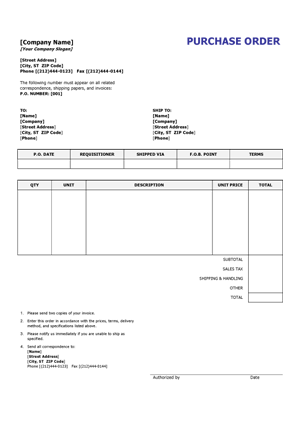 [Company Name]
PURCHASE ORDER
[Your Company Slogan]
[Street Address]
[City, ST ZIP Code]
Phone [(212)444-0123] Fax [(212)444-0144]
The following number must appear on all related
correspondence, shipping papers, and invoices:
P.O. NUMBER: [001]
TO:
[Name]
[Company]
[Street Address]
[City, ST ZIP Code]
[Phone]
SHIP TO:
[Name]
[Company]
[Street Address]
[City, ST ZIP Code]
[Phone]
P.O. DATE REQUISITIONER SHIPPED VIA F.O.B. POINT TERMS
QTY UNIT DESCRIPTION UNIT PRICE TOTAL
SUBTOTAL
SALES TAX
SHIPPING & HANDLING
OTHER
TOTAL
1. Please send two copies of your invoice.
2. Enter this order in accordance with the prices, terms, delivery
method, and specifications listed above.
3. Please notify us immediately if you are unable to ship as
specified.
4. Send all correspondence to:
[Name]
[Street Address]
[City, ST ZIP Code]
Phone [(212)444-0123] Fax [(212)444-0144]
Authorized by Date